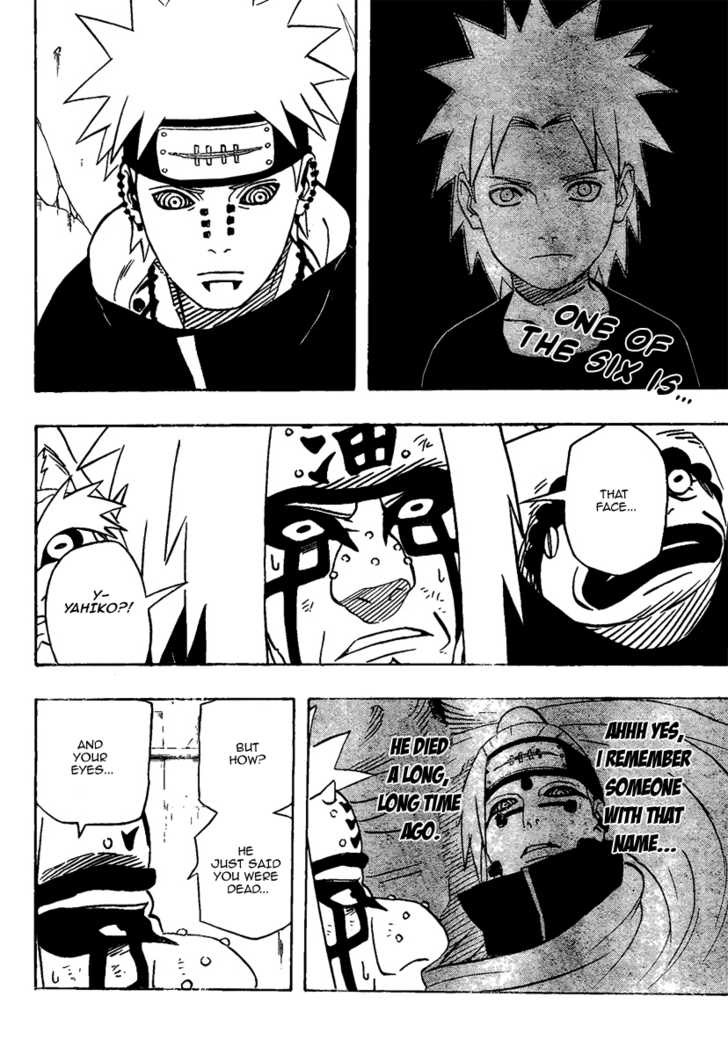 ONE OF
THE SIX IS...
THAT
FACE...
油
Y-
YAHIKO?!
AHHH YES,
I REMEMBER
SOMEONE
WITH THAT
NAME...
HE DIED
A LONG,
LONG TIME
AGO.
BUT
HOW?
HE
JUST SAID
YOU WERE
DEAD...
AND
YOUR
EYES...